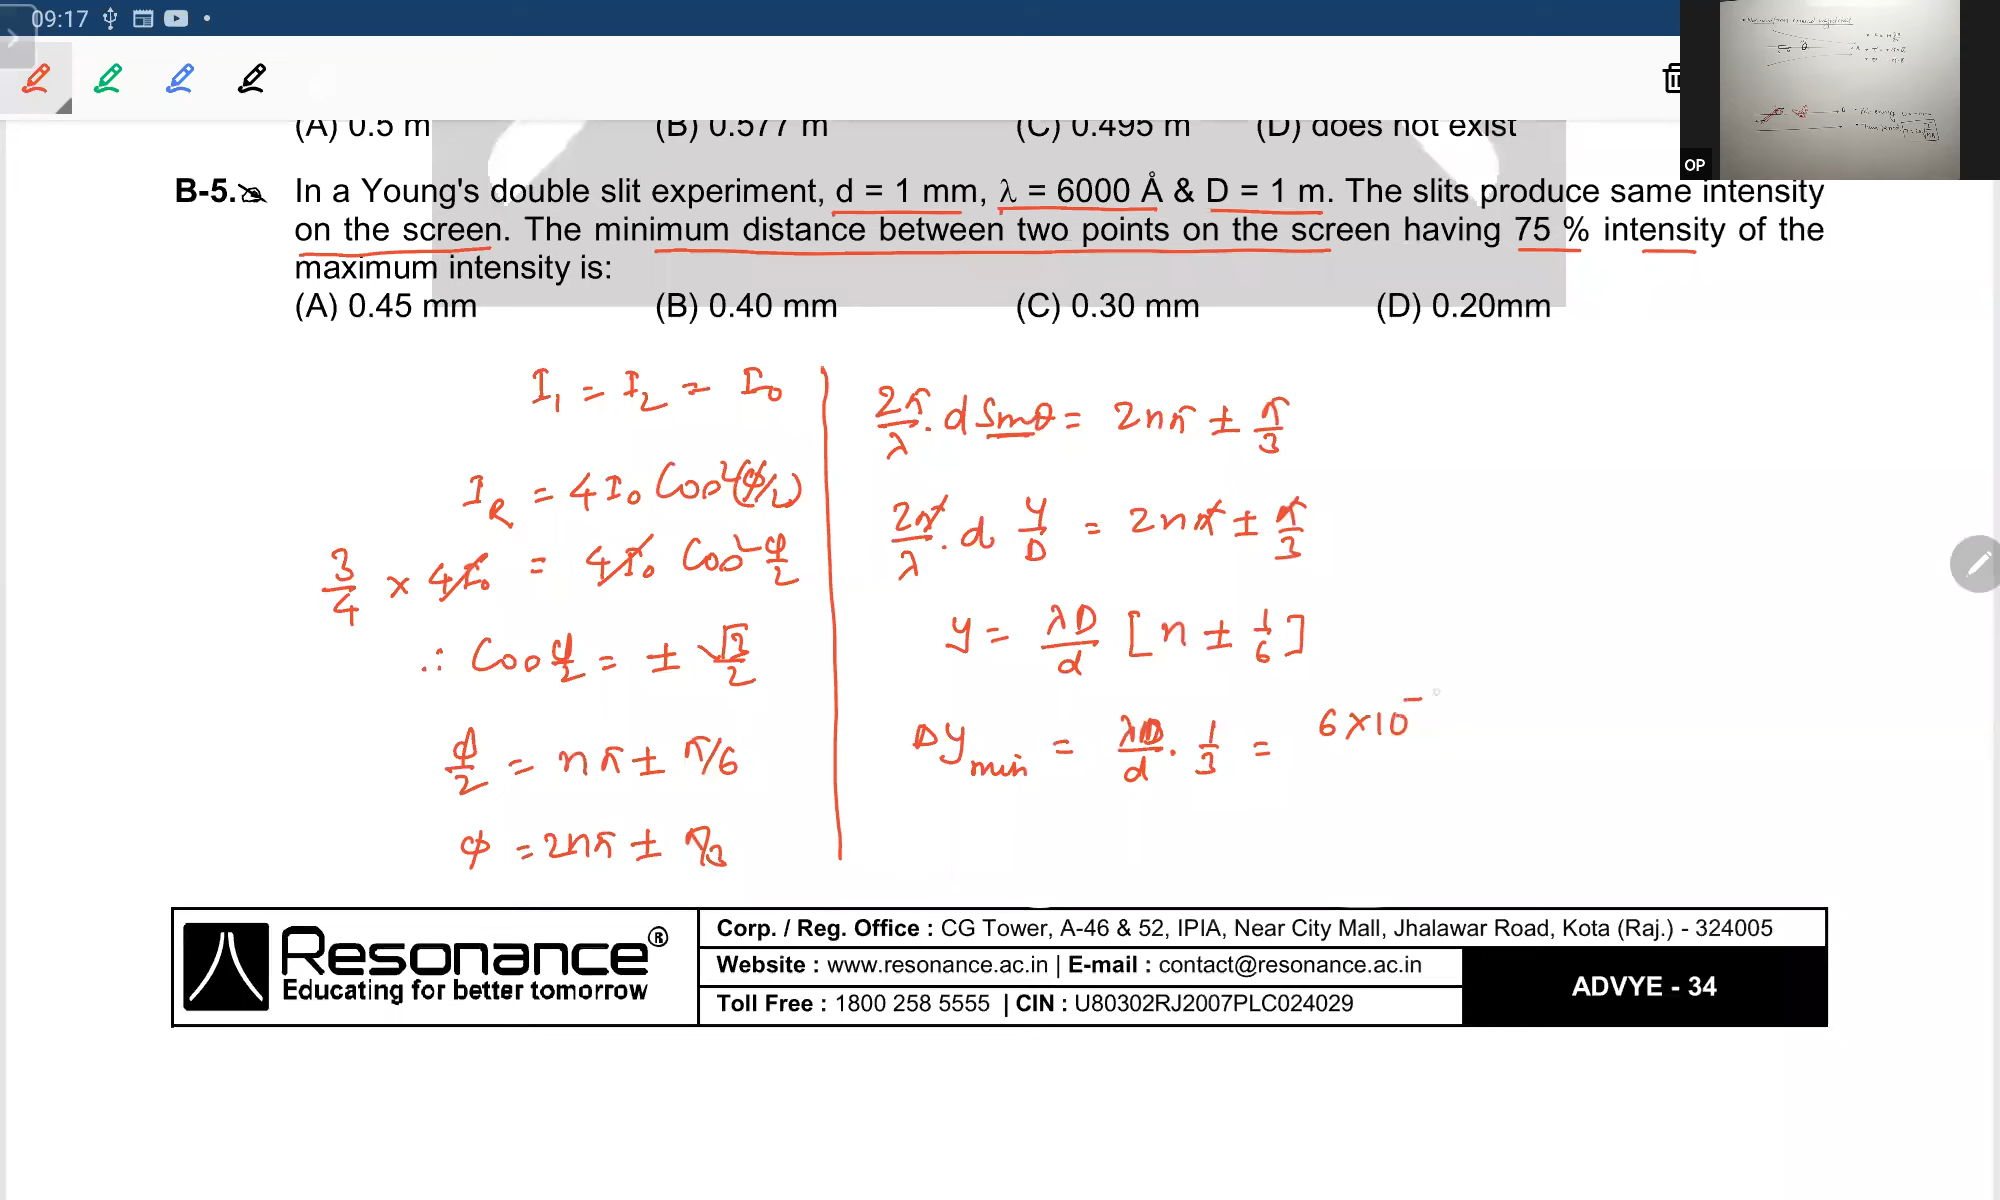 09:17
OP
(A) 0.5 m (B) 0.577 m (C) 0.495 m (D) does not exist
B-5. In a Young's double slit experiment, d = 1 mm, λ = 6000 Å & D = 1 m. The slits produce same intensity
on the screen. The minimum distance between two points on the screen having 75 % intensity of the
maximum intensity is:
(A) 0.45 mm (B) 0.40 mm (C) 0.30 mm (D) 0.20mm
I₁ = I₂ = I₀
I_R = 4I₀ Cos²(φ/2)
3/4 × 4I₀ = 4I₀ Cos² φ/2
∴ Cos φ/2 = ± √3/2
φ/2 = nπ ± π/6
φ = 2nπ ± π/3
2π/λ . d Sinθ = 2nπ ± π/3
2π/λ . d y/D = 2nπ ± π/3
y = λD/d [n ± 1/6]
Δy min = λD/d . 1/3 = 6×10⁻
Resonance®
Educating for better tomorrow
Corp. / Reg. Office : CG Tower, A-46 & 52, IPIA, Near City Mall, Jhalawar Road, Kota (Raj.) - 324005
Website : www.resonance.ac.in | E-mail : contact@resonance.ac.in
Toll Free : 1800 258 5555 | CIN : U80302RJ2007PLC024029
ADVYE - 34